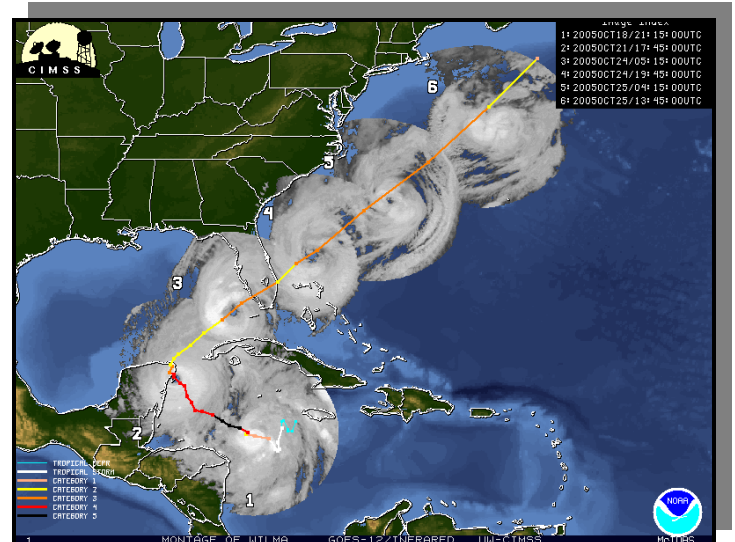 Image Index
1: 2005OCT18/21:15:00UTC
2: 2005OCT21/17:45:00UTC
3: 2005OCT24/05:15:00UTC
4: 2005OCT24/19:45:00UTC
5: 2005OCT25/04:15:00UTC
6: 2005OCT25/13:45:00UTC
CIMSS
6
5
4
3
2
1
TROPICAL DEPR
TROPICAL STORM
CATEGORY 1
CATEGORY 2
CATEGORY 3
CATEGORY 4
CATEGORY 5
NOAA
1 MONTAGE OF WILMA GOES-12/INFRARED UW-CIMSS McIDAS